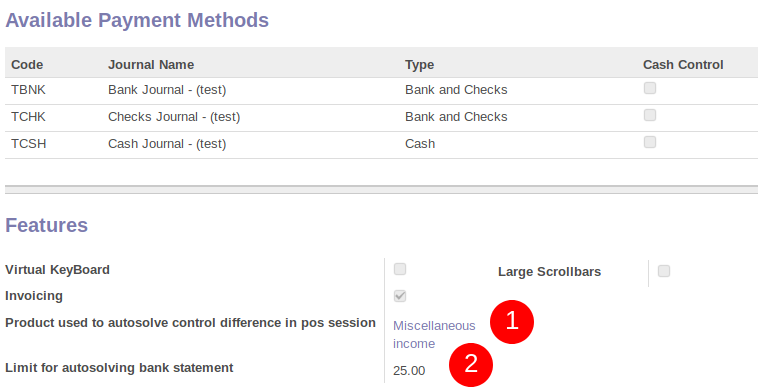 Available Payment Methods
Code Journal Name Type Cash Control
TBNK Bank Journal - (test) Bank and Checks
TCHK Checks Journal - (test) Bank and Checks
TCSH Cash Journal - (test) Cash
Features
Virtual KeyBoard Large Scrollbars
Invoicing
Product used to autosolve control difference in pos session Miscellaneous income 1
Limit for autosolving bank statement 25.00 2